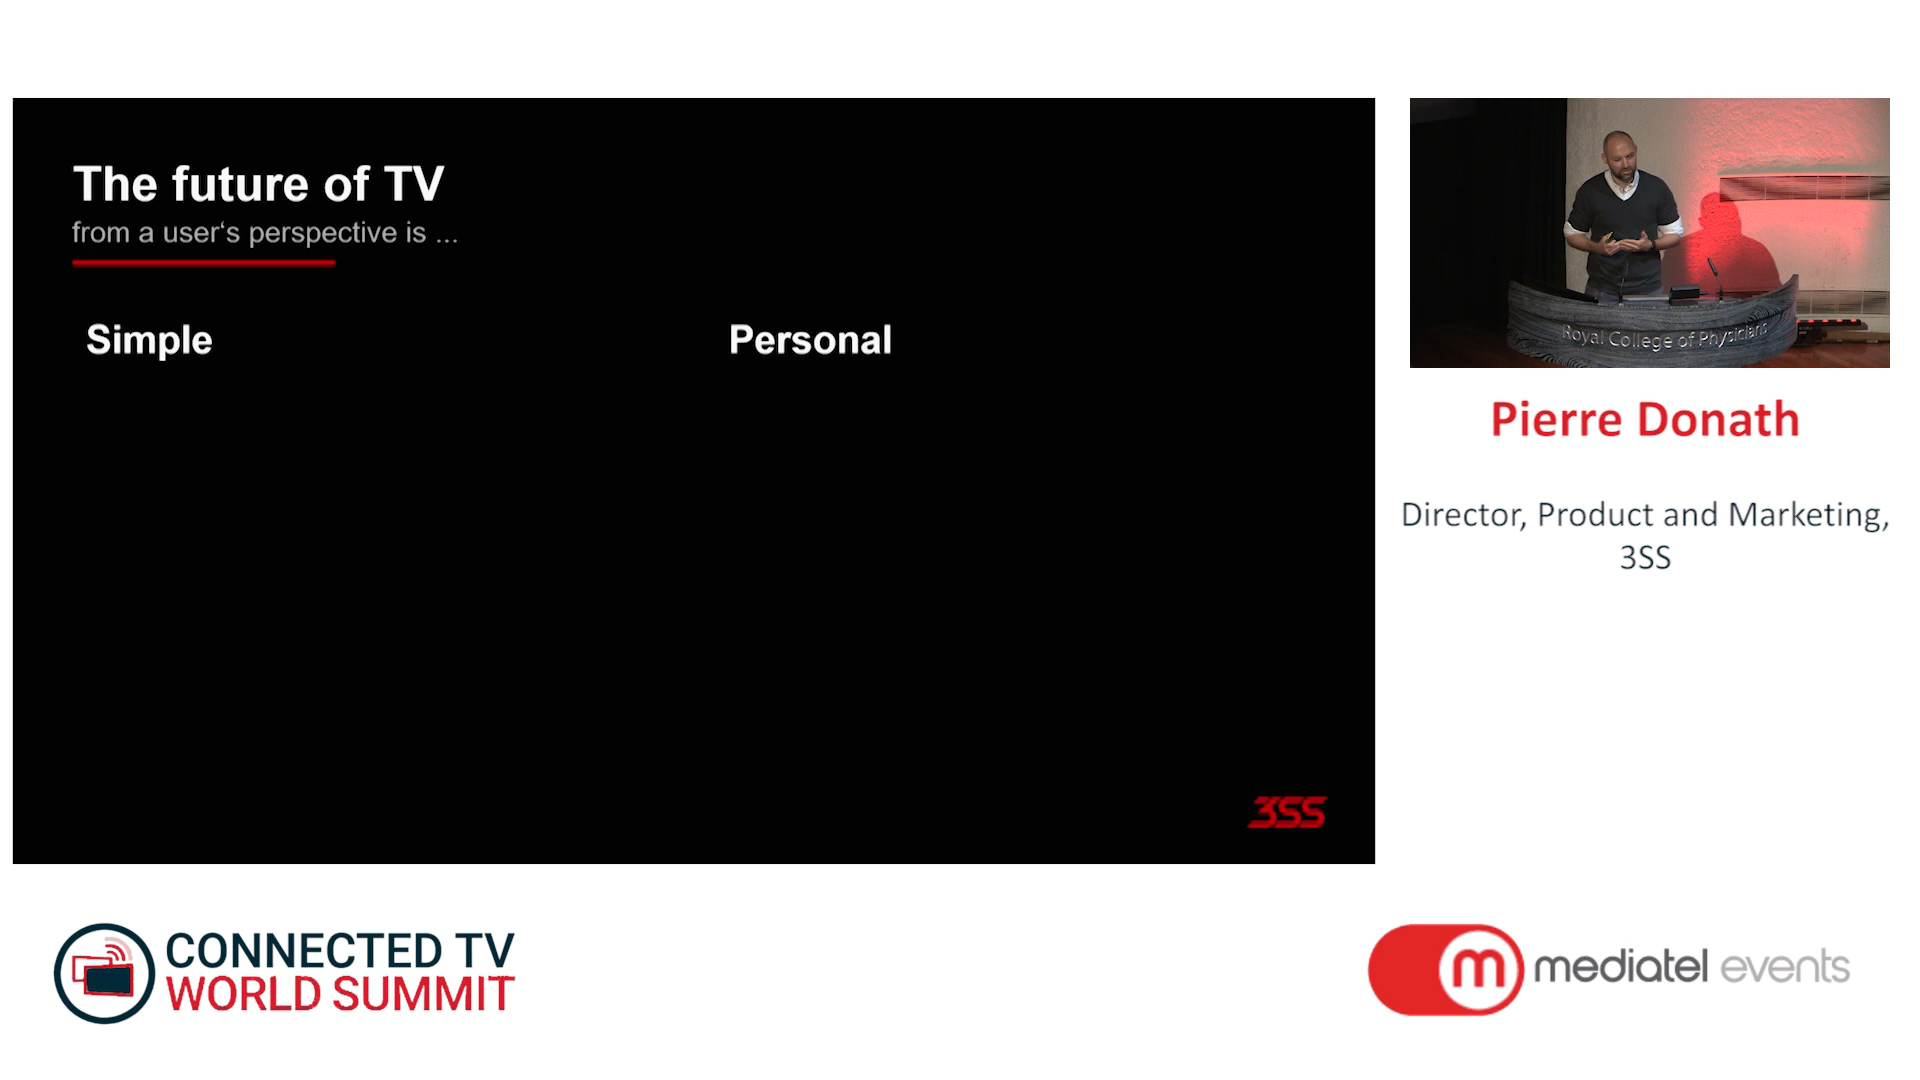 The future of TV
from a user‘s perspective is ...
Simple
Personal
3SS
Royal College of Physicians
Pierre Donath
Director, Product and Marketing,
3SS
CONNECTED TV
WORLD SUMMIT
m mediatel events